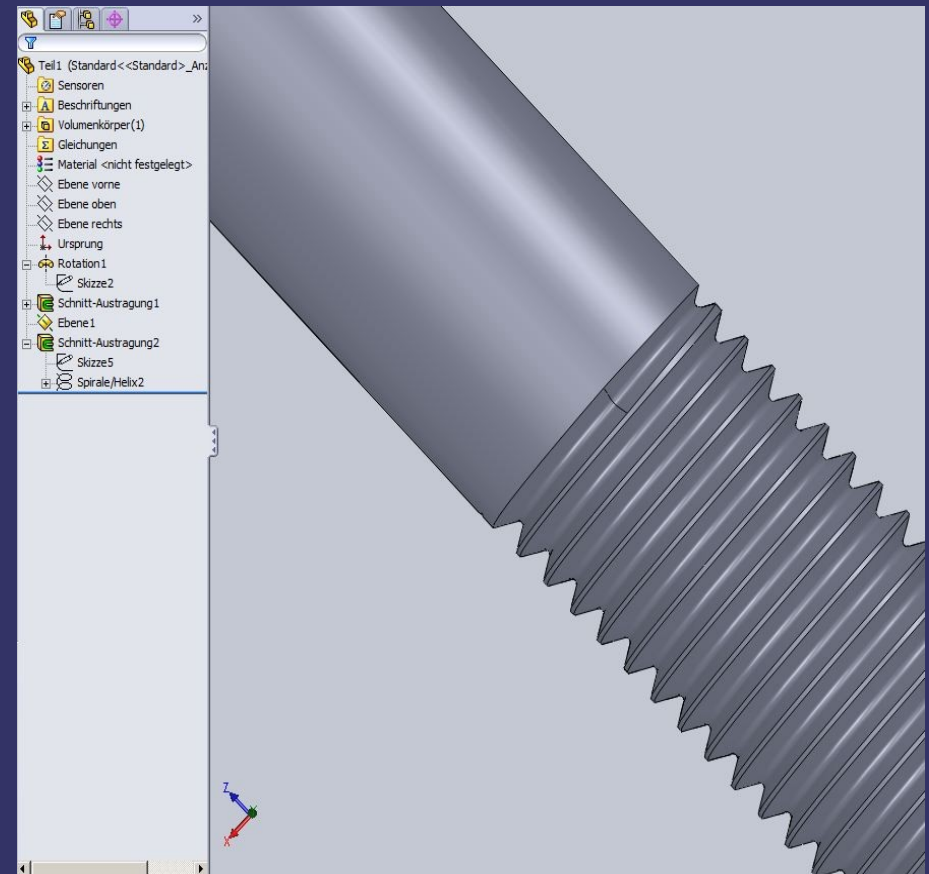 Teil1 (Standard<<Standard>_An
Sensoren
Beschriftungen
Volumenkörper(1)
Gleichungen
Material <nicht festgelegt>
Ebene vorne
Ebene oben
Ebene rechts
Ursprung
Rotation1
Skizze2
Schnitt-Austragung1
Ebene1
Schnitt-Austragung2
Skizze5
Spirale/Helix2
Z
X